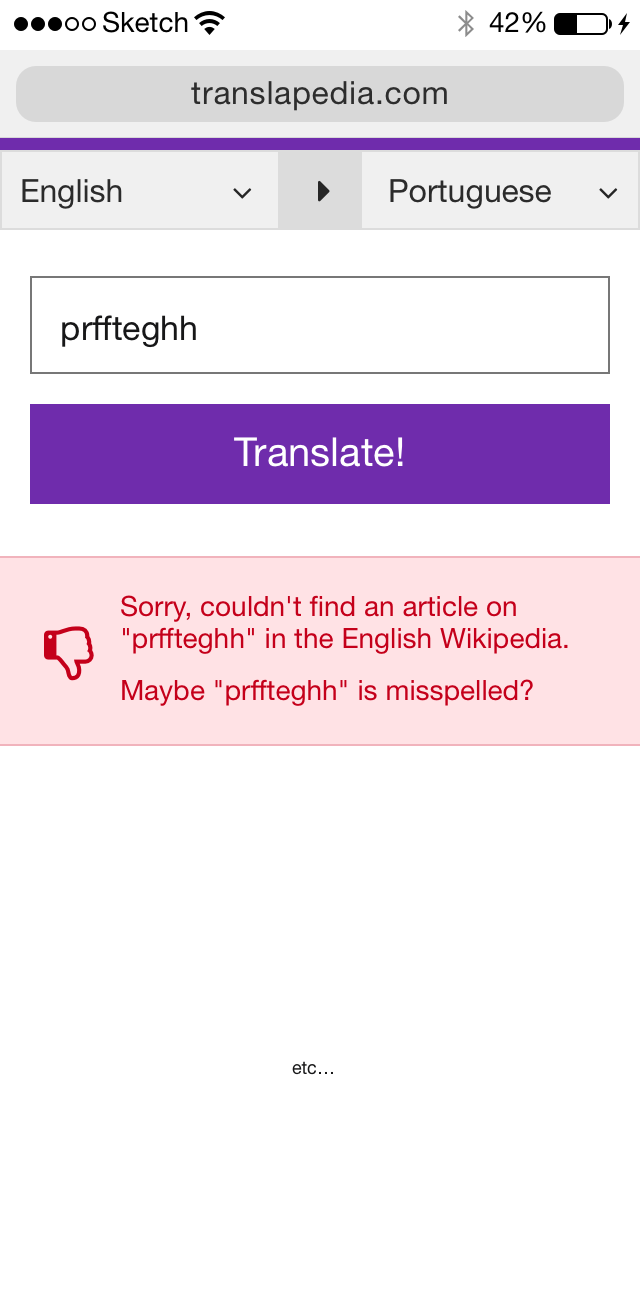 Sketch 42%
translapedia.com
English Portuguese
prffteghh
Translate!
Sorry, couldn't find an article on
"prffteghh" in the English Wikipedia.
Maybe "prffteghh" is misspelled?
etc...